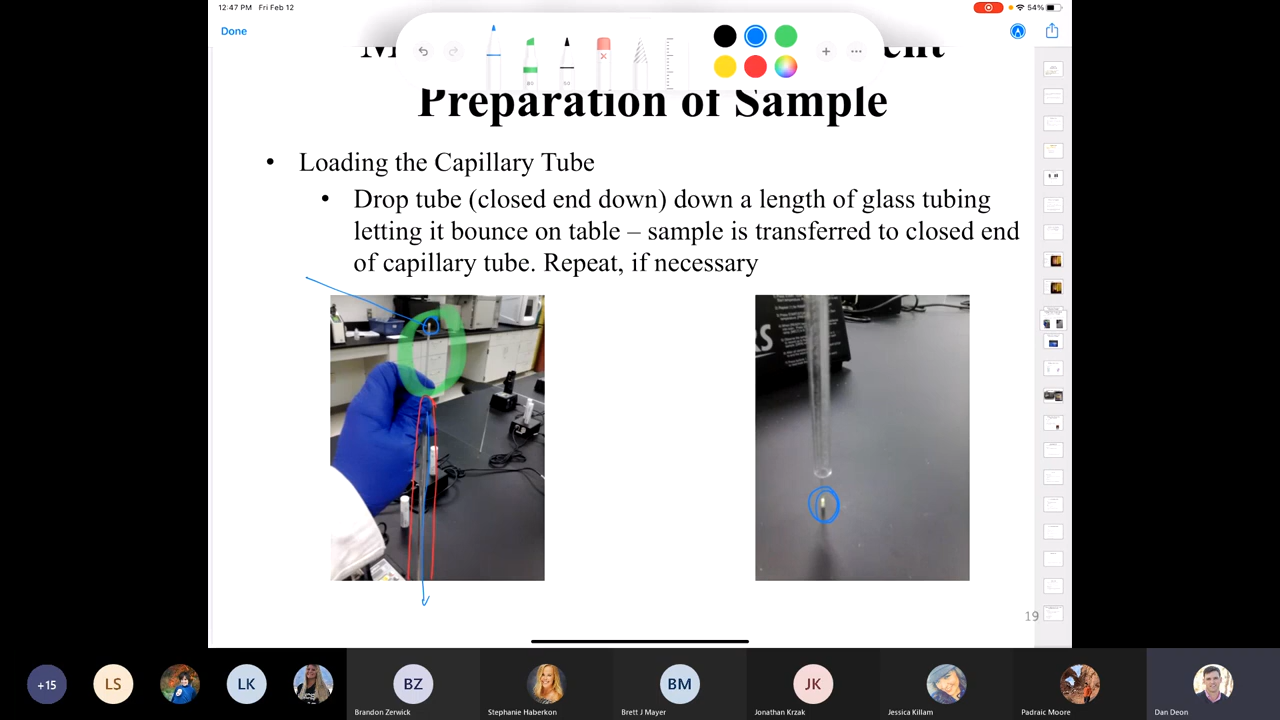 12:47 PM Fri Feb 12
54%
Done
Preparation of Sample
• Loading the Capillary Tube
• Drop tube (closed end down) down a length of glass tubing
letting it bounce on table – sample is transferred to closed end
of capillary tube. Repeat, if necessary
19
+15
LS
LK
BZ
BM
JK
Brandon Zerwick
Stephanie Haberkon
Brett J Mayer
Jonathan Krzak
Jessica Killam
Padraic Moore
Dan Deon